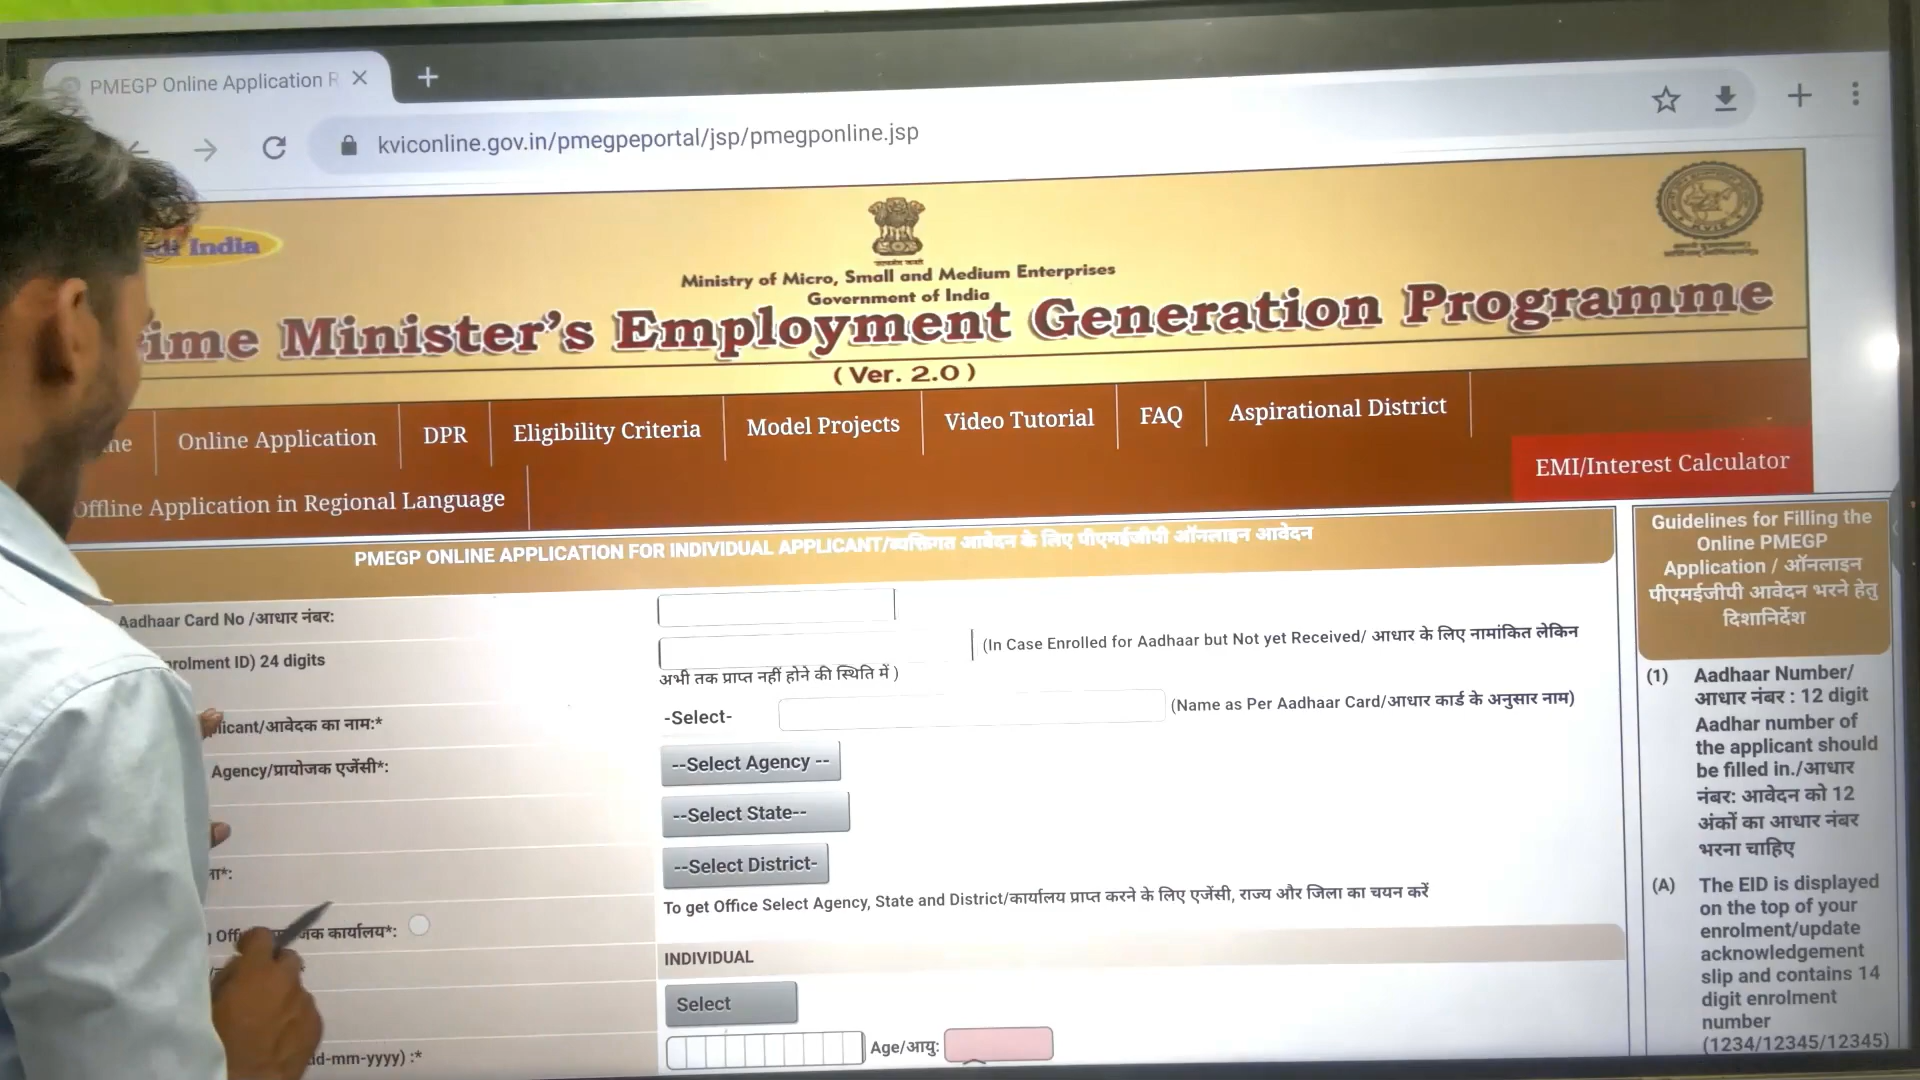 PMEGP Online Application R
kviconline.gov.in/pmegpeportal/jsp/pmegponline.jsp
India
Ministry of Micro, Small and Medium Enterprises
Government of India
ime Minister's Employment Generation Programme
( Ver. 2.0 )
Online Application DPR Eligibility Criteria Model Projects Video Tutorial FAQ Aspirational District
EMI/Interest Calculator
Offline Application in Regional Language
PMEGP ONLINE APPLICATION FOR INDIVIDUAL APPLICANT/व्यक्तिगत आवेदन के लिए पीएमईजीपी ऑनलाइन आवेदन
Aadhaar Card No /आधार नंबर:
rolment ID) 24 digits
(In Case Enrolled for Aadhaar but Not yet Received/ आधार के लिए नामांकित लेकिन
अभी तक प्राप्त नहीं होने की स्थिति में )
licant/आवेदक का नाम:*
-Select-
(Name as Per Aadhaar Card/आधार कार्ड के अनुसार नाम)
Agency/प्रायोजक एजेंसी*:
--Select Agency --
--Select State--
--Select District-
To get Office Select Agency, State and District/कार्यालय प्राप्त करने के लिए एजेंसी, राज्य और जिला का चयन करें
Off जक कार्यालय*:
INDIVIDUAL
Select
dd-mm-yyyy) :*
Age/आयु:
Guidelines for Filling the
Online PMEGP
Application / ऑनलाइन
पीएमईजीपी आवेदन भरने हेतु
दिशानिर्देश
(1) Aadhaar Number/
आधार नंबर : 12 digit
Aadhar number of
the applicant should
be filled in./आधार
नंबर: आवेदन को 12
अंकों का आधार नंबर
भरना चाहिए
(A) The EID is displayed
on the top of your
enrolment/update
acknowledgement
slip and contains 14
digit enrolment
number
(1234/12345/12345)